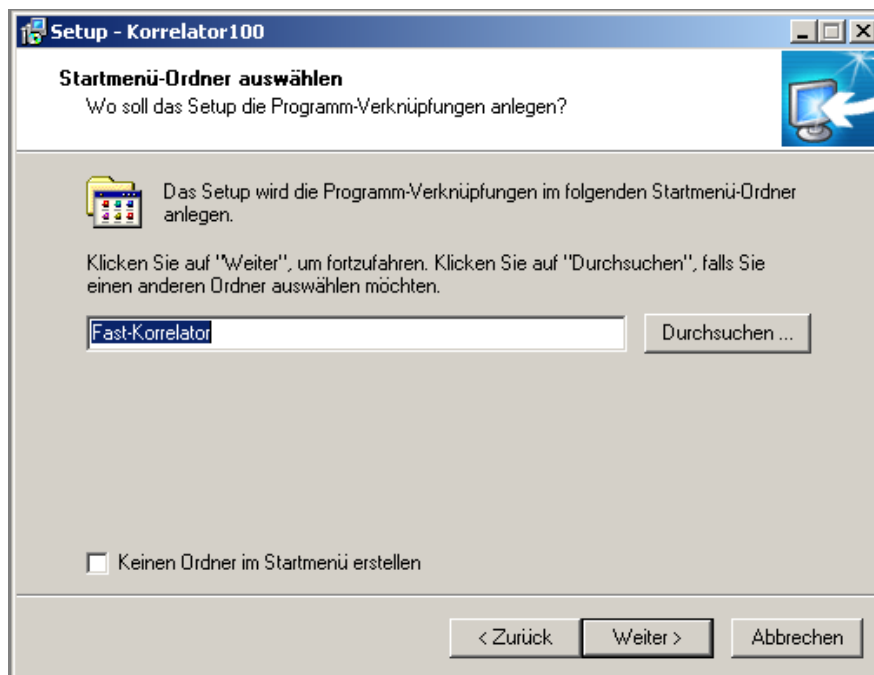 Setup - Korrelator100
Startmenü-Ordner auswählen
Wo soll das Setup die Programm-Verknüpfungen anlegen?
Das Setup wird die Programm-Verknüpfungen im folgenden Startmenü-Ordner
anlegen.
Klicken Sie auf "Weiter", um fortzufahren. Klicken Sie auf "Durchsuchen", falls Sie
einen anderen Ordner auswählen möchten.
Fast-Korrelator
Durchsuchen ...
Keinen Ordner im Startmenü erstellen
< Zurück
Weiter >
Abbrechen